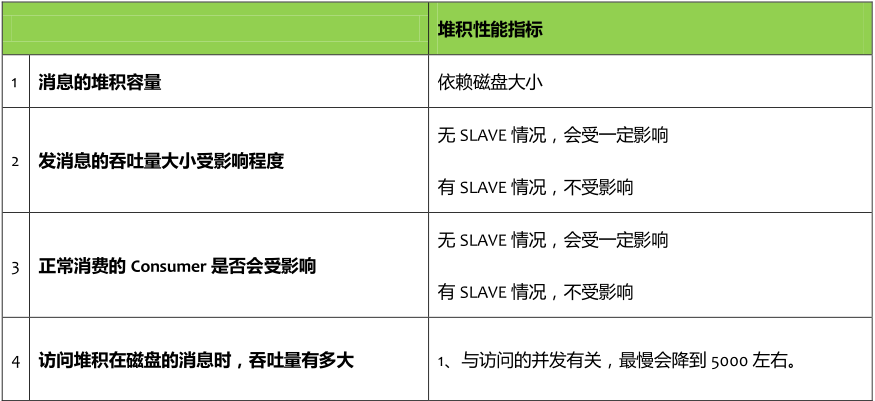 堆积性能指标
1 消息的堆积容量 依赖磁盘大小
2 发消息的吞吐量大小受影响程度 无 SLAVE 情况，会受一定影响
有 SLAVE 情况，不受影响
3 正常消费的 Consumer 是否会受影响 无 SLAVE 情况，会受一定影响
有 SLAVE 情况，不受影响
4 访问堆积在磁盘的消息时，吞吐量有多大 1、与访问的并发有关，最慢会降到 5000 左右。